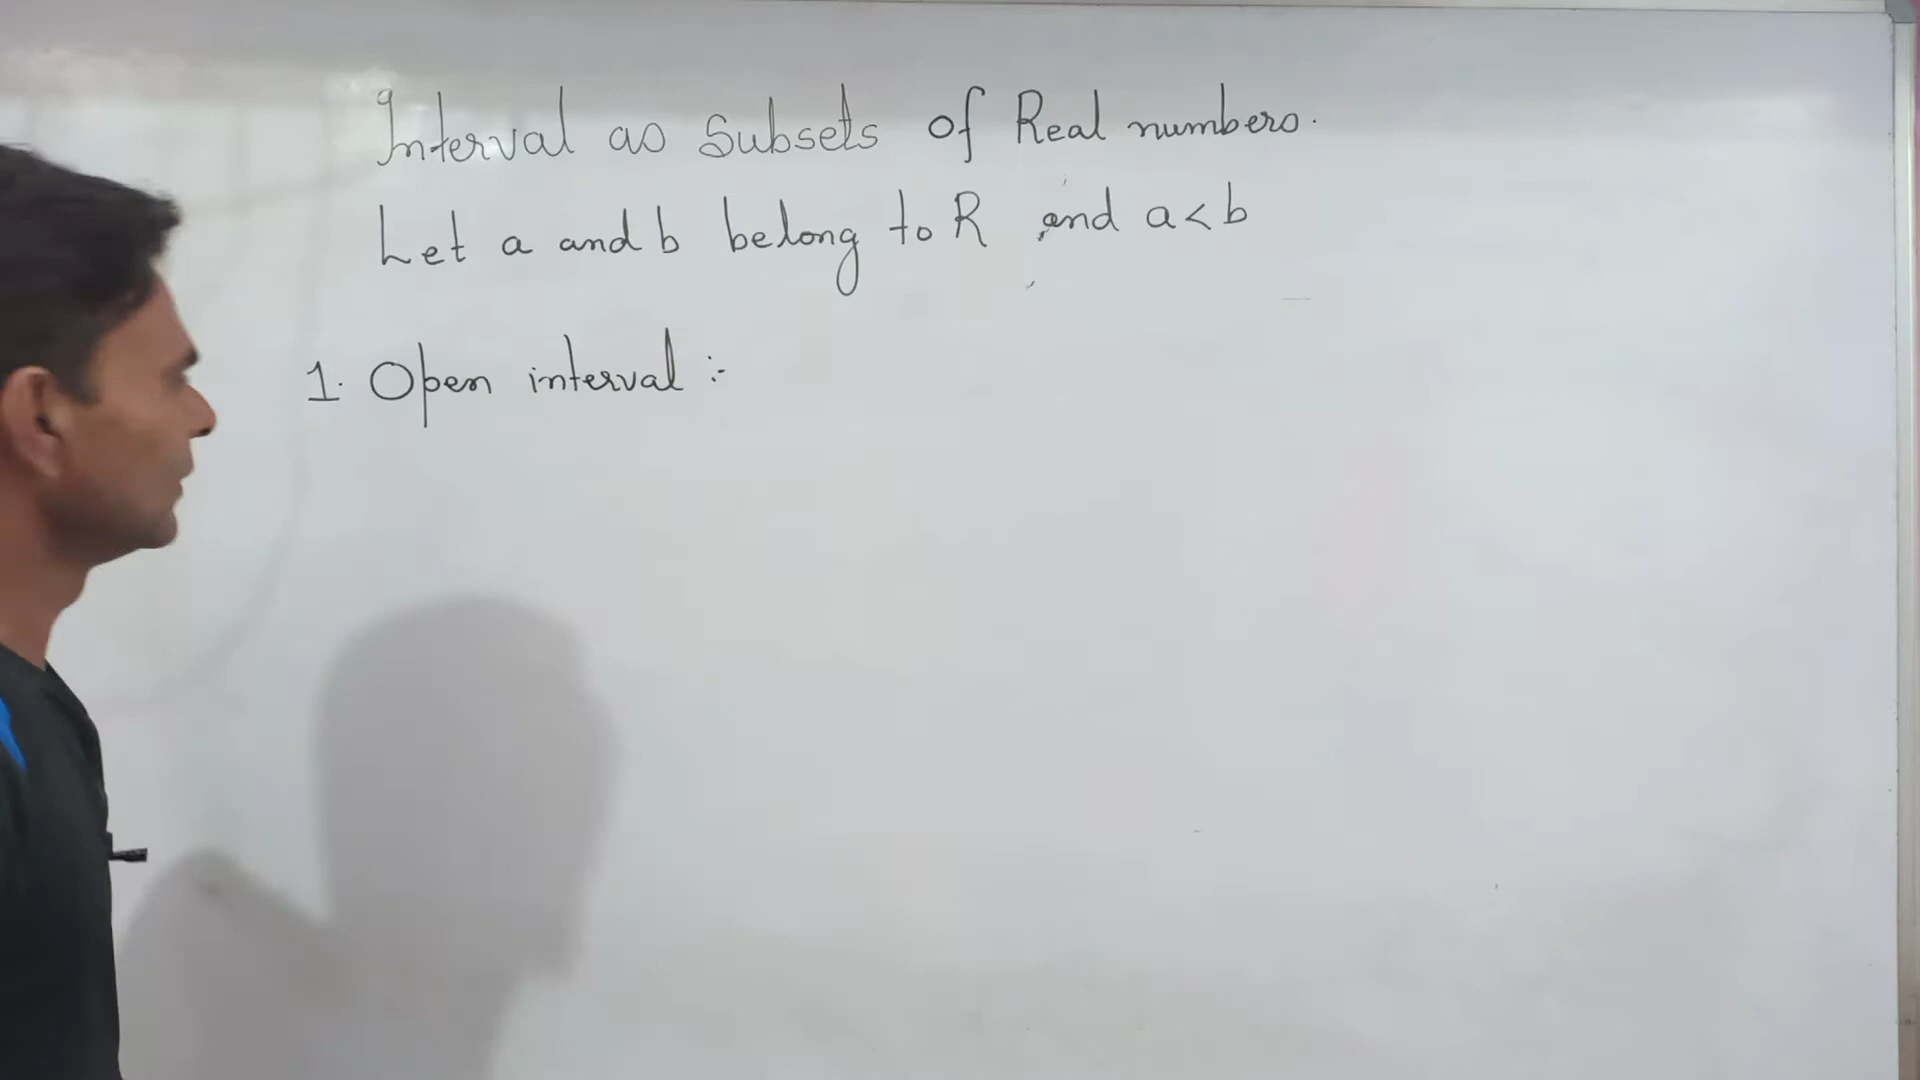 Interval as Subsets of Real numbers.
Let a and b belong to R and a < b
1. Open interval :-